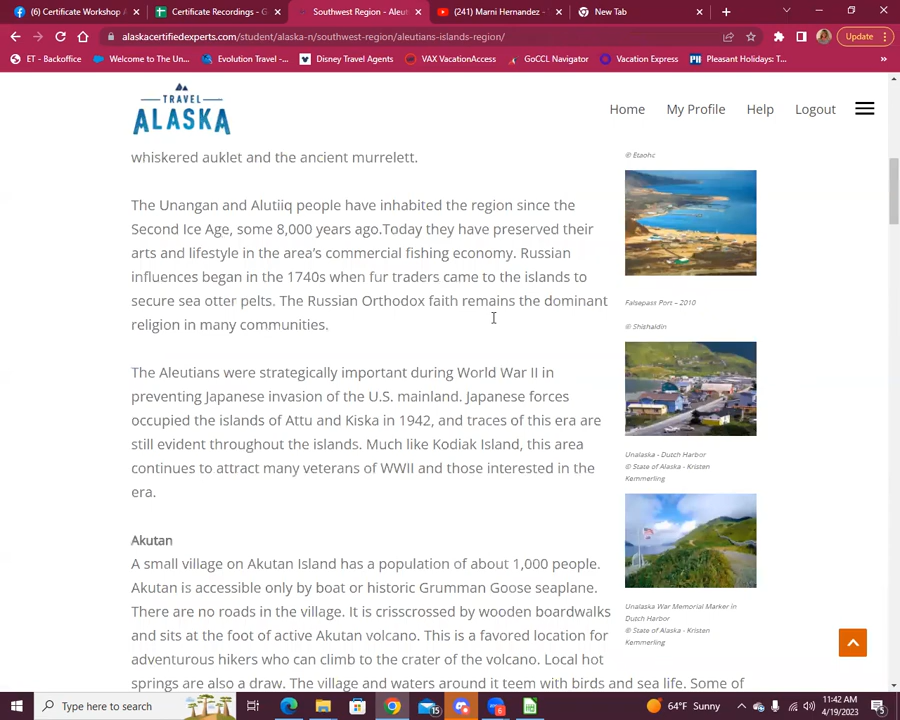 (6) Certificate Workshop A
Certificate Recordings - G
Southwest Region - Aleut
(241) Marni Hernandez -
New Tab
alaskacertifiedexperts.com/student/alaska-n/southwest-region/aleutians-islands-region/
Update
ET - Backoffice
Welcome to The Un...
Evolution Travel -...
Disney Travel Agents
VAX VacationAccess
GoCCL Navigator
Vacation Express
Pleasant Holidays: T...
TRAVEL
ALASKA
Home
My Profile
Help
Logout
whiskered auklet and the ancient murrelett.
The Unangan and Alutiiq people have inhabited the region since the
Second Ice Age, some 8,000 years ago.Today they have preserved their
arts and lifestyle in the area's commercial fishing economy. Russian
influences began in the 1740s when fur traders came to the islands to
secure sea otter pelts. The Russian Orthodox faith remains the dominant
religion in many communities.
The Aleutians were strategically important during World War II in
preventing Japanese invasion of the U.S. mainland. Japanese forces
occupied the islands of Attu and Kiska in 1942, and traces of this era are
still evident throughout the islands. Much like Kodiak Island, this area
continues to attract many veterans of WWII and those interested in the
era.
Akutan
A small village on Akutan Island has a population of about 1,000 people.
Akutan is accessible only by boat or historic Grumman Goose seaplane.
There are no roads in the village. It is crisscrossed by wooden boardwalks
and sits at the foot of active Akutan volcano. This is a favored location for
adventurous hikers who can climb to the crater of the volcano. Local hot
springs are also a draw. The village and waters around it teem with birds and sea life. Some of
© Etaohc
Falsepass Port – 2010
© Shishaldin
Unalaska - Dutch Harbor
© State of Alaska - Kristen
Kemmerling
Unalaska War Memorial Marker in
Dutch Harbor
© State of Alaska - Kristen
Kemmerling
Type here to search
15
6
64°F Sunny
11:42 AM
4/19/2023
5